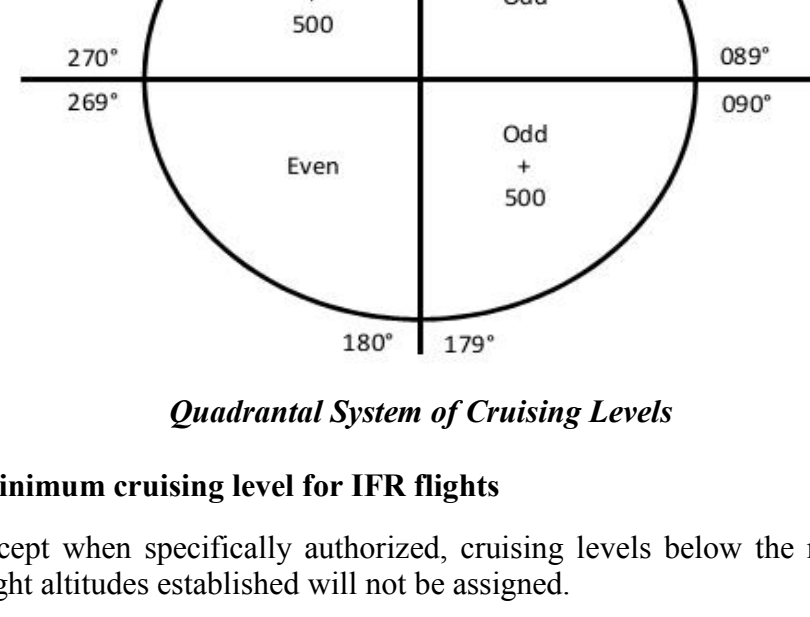 500
270°
089°
269°
090°
Odd
Even
+
500
180° 179°
Quadrantal System of Cruising Levels
inimum cruising level for IFR flights
cept when specifically authorized, cruising levels below the
ght altitudes established will not be assigned.